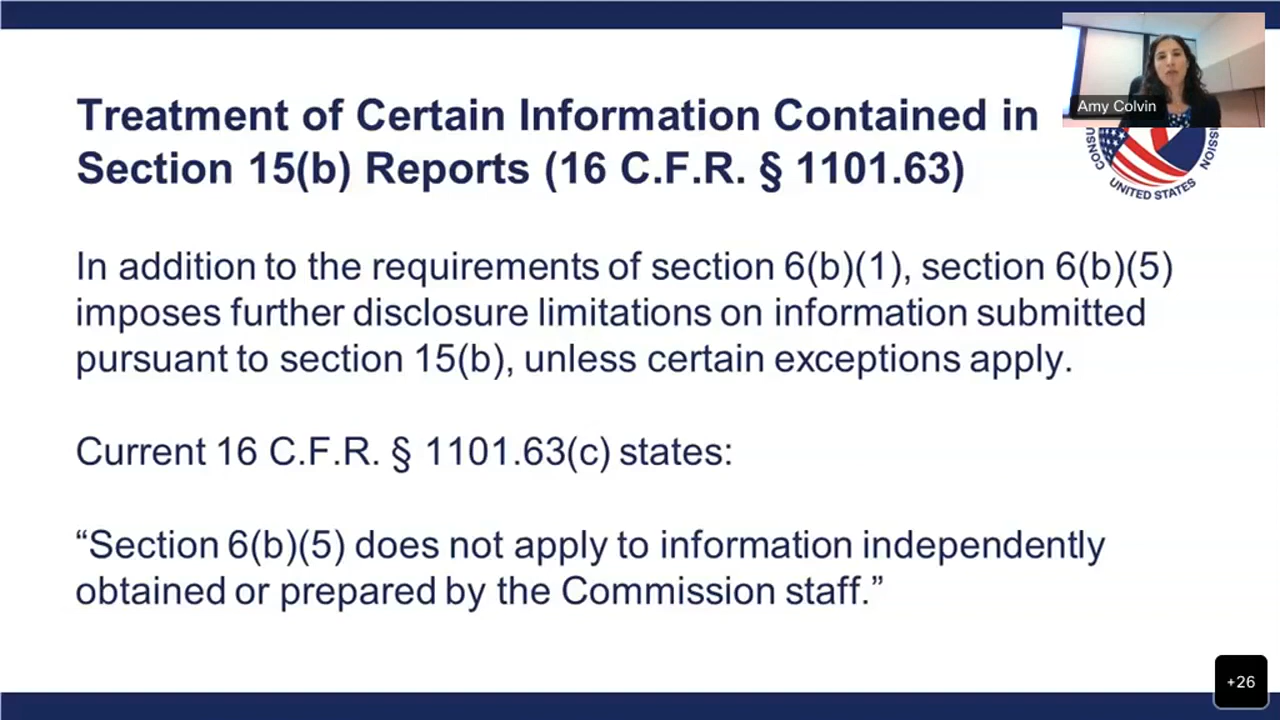 Amy Colvin
Treatment of Certain Information Contained in
Section 15(b) Reports (16 C.F.R. § 1101.63)
CONSU
MISSION
UNITED STATES
In addition to the requirements of section 6(b)(1), section 6(b)(5)
imposes further disclosure limitations on information submitted
pursuant to section 15(b), unless certain exceptions apply.
Current 16 C.F.R. § 1101.63(c) states:
“Section 6(b)(5) does not apply to information independently
obtained or prepared by the Commission staff.”
+26